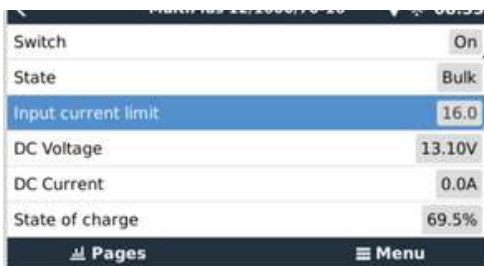 Switch On
State Bulk
Input current limit 16.0
DC Voltage 13.10V
DC Current 0.0A
State of charge 69.5%
Pages Menu